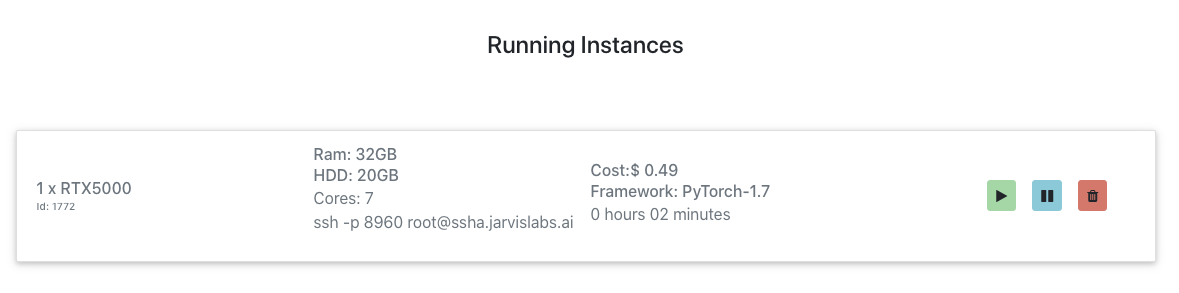 Running Instances
1 x RTX5000
Id: 1772
Ram: 32GB
HDD: 20GB
Cores: 7
ssh -p 8960 root@ssha.jarvislabs.ai
Cost:$ 0.49
Framework: PyTorch-1.7
0 hours 02 minutes